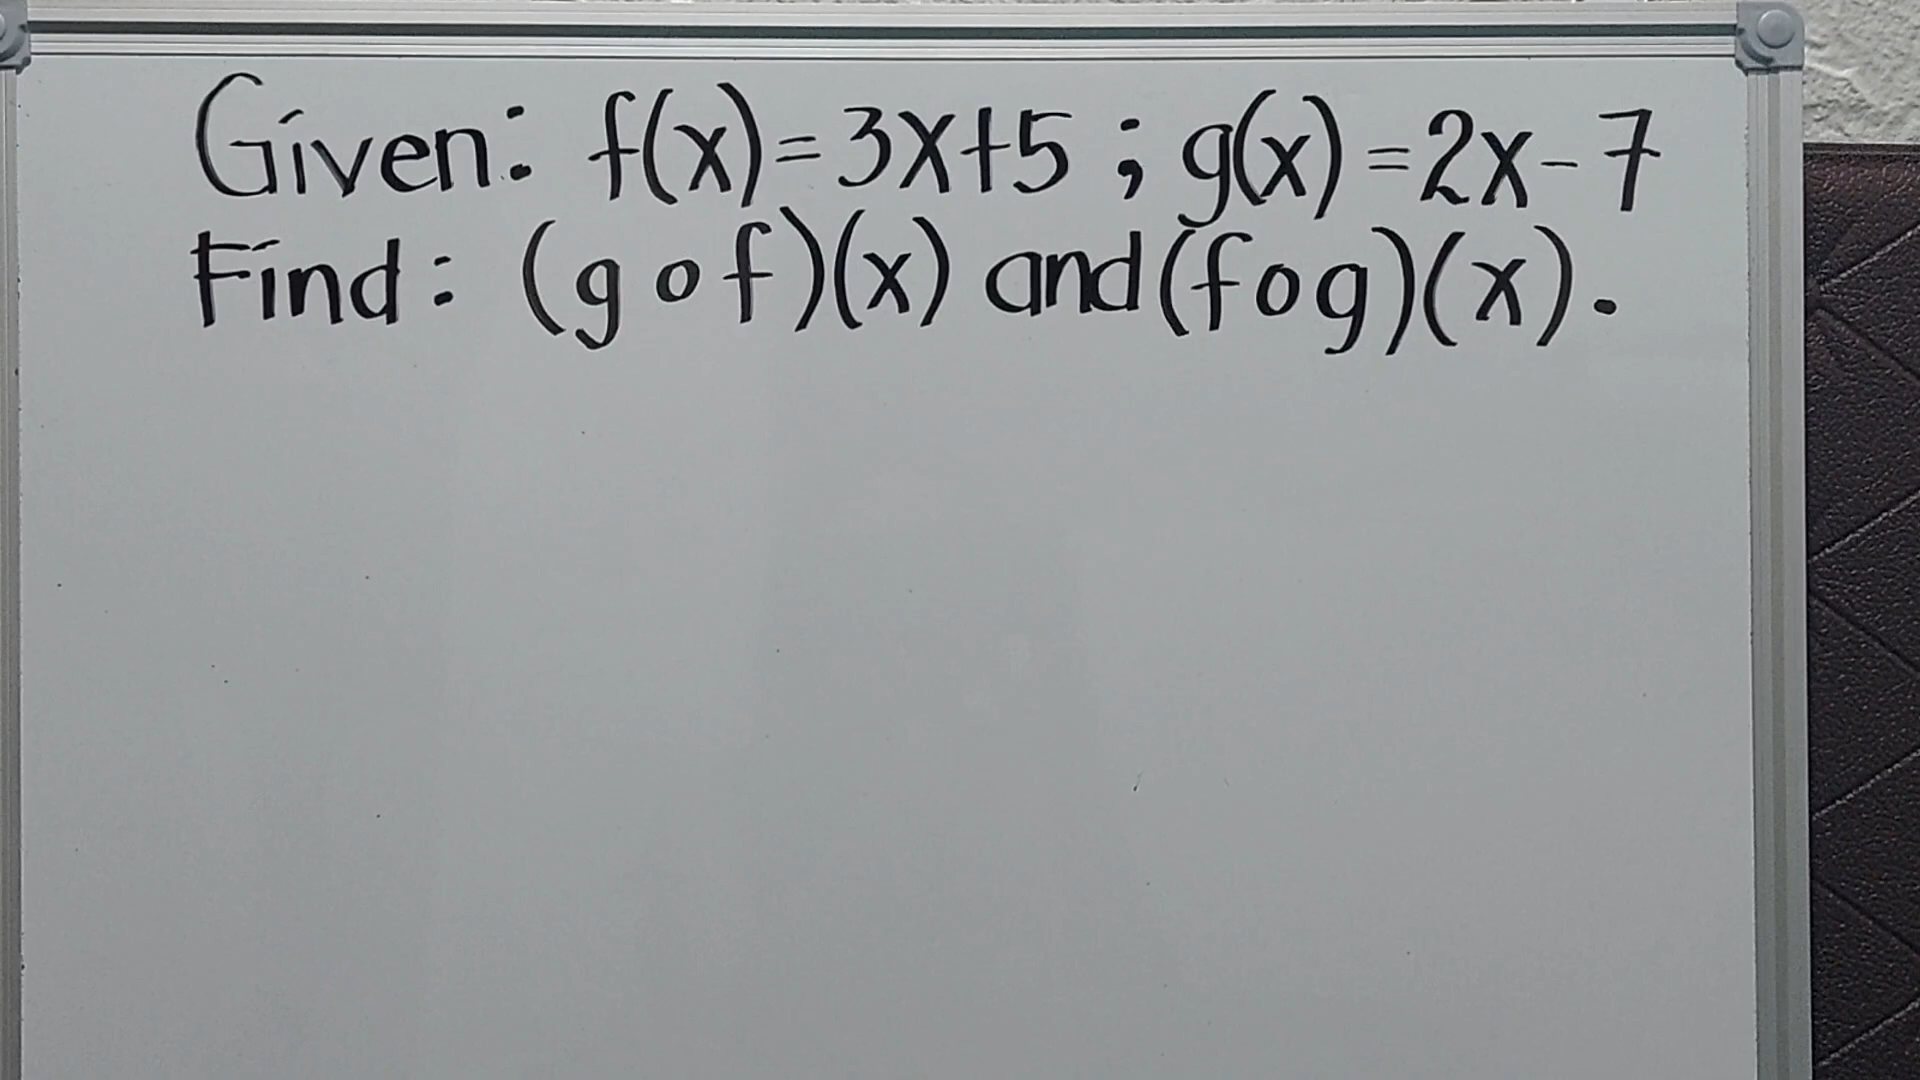 Given: f(x)=3x+5 ; g(x)=2x-7
Find: (g o f)(x) and (f o g)(x).